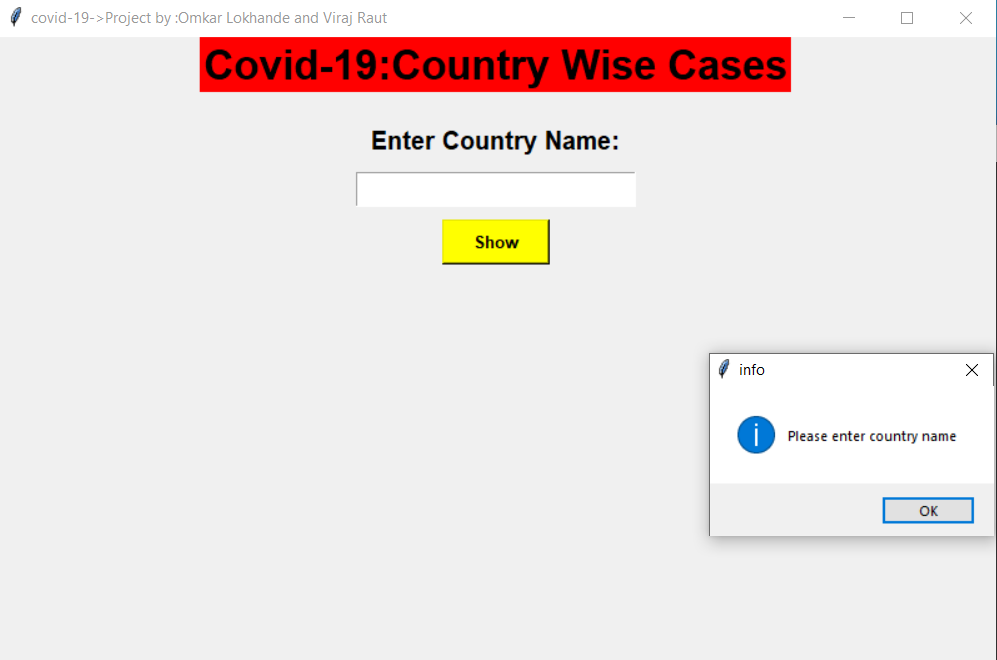 covid-19->Project by :Omkar Lokhande and Viraj Raut
Covid-19:Country Wise Cases
Enter Country Name:
Show
info
Please enter country name
OK